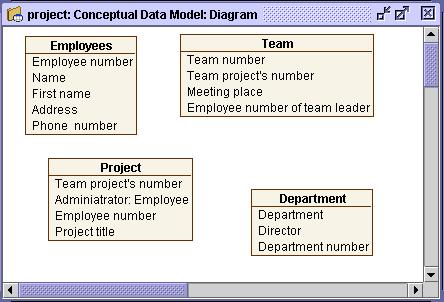 project: Conceptual Data Model: Diagram
Employees
Employee number
Name
First name
Address
Phone number
Team
Team number
Team project's number
Meeting place
Employee number of team leader
Project
Team project's number
Adminiatrator: Employee
Employee number
Project title
Department
Department
Director
Department number